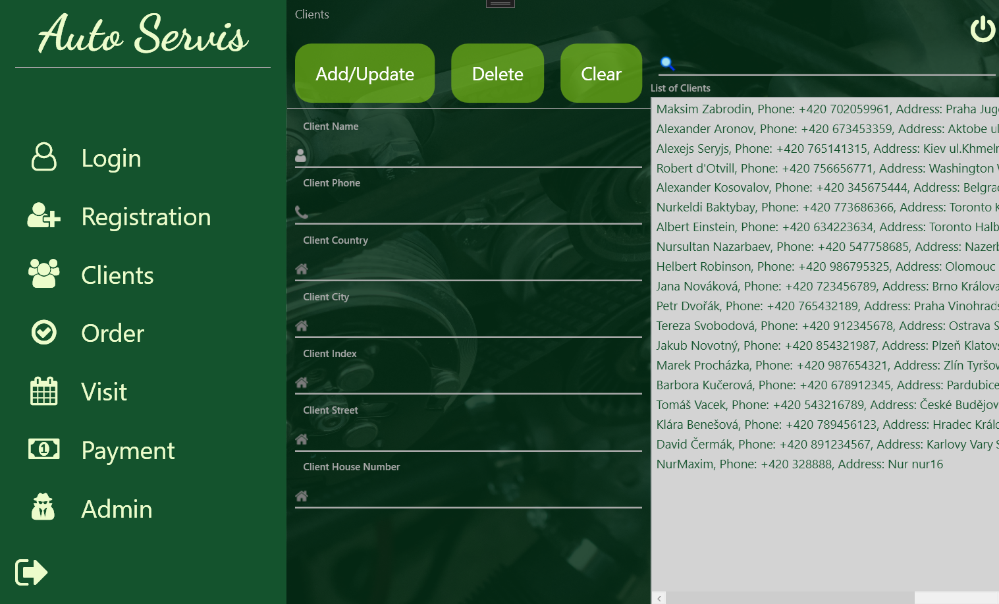 Auto Servis
Login
Registration
Clients
Order
Visit
Payment
Admin
Clients
Add/Update
Delete
Clear
Client Name
Client Phone
Client Country
Client City
Client Index
Client Street
Client House Number
List of Clients
Maksim Zabrodin, Phone: +420 702059961, Address: Praha Jug
Alexander Aronov, Phone: +420 673453359, Address: Aktobe ul
Alexejs Seryjs, Phone: +420 765141315, Address: Kiev ul.Khmel
Robert d'Otvill, Phone: +420 756656771, Address: Washington
Alexander Kosovalov, Phone: +420 345675444, Address: Belgra
Nurkeldi Baktybay, Phone: +420 773686366, Address: Toronto K
Albert Einstein, Phone: +420 634223634, Address: Toronto Halb
Nursultan Nazarbaev, Phone: +420 547758685, Address: Nazer
Helbert Robinson, Phone: +420 986795325, Address: Olomouc
Jana Nováková, Phone: +420 723456789, Address: Brno Králova
Petr Dvořák, Phone: +420 765432189, Address: Praha Vinohrads
Tereza Svobodová, Phone: +420 912345678, Address: Ostrava S
Jakub Novotný, Phone: +420 854321987, Address: Plzeň Klatovs
Marek Procházka, Phone: +420 987654321, Address: Zlín Tyršov
Barbora Kučerová, Phone: +420 678912345, Address: Pardubice
Tomáš Vacek, Phone: +420 543216789, Address: České Budějov
Klára Benešová, Phone: +420 789456123, Address: Hradec Král
David Čermák, Phone: +420 891234567, Address: Karlovy Vary S
NurMaxim, Phone: +420 328888, Address: Nur nur16